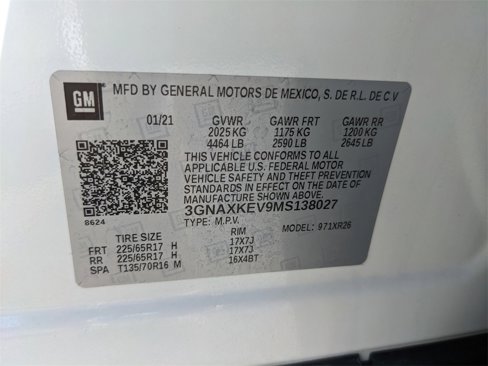 GM MFD BY GENERAL MOTORS DE MEXICO, S. DE R.L. DE C V
01/21 GVWR GAWR FRT GAWR RR
2025 KG 1175 KG 1200 KG
4464 LB 2590 LB 2645 LB
THIS VEHICLE CONFORMS TO ALL
APPLICABLE U.S. FEDERAL MOTOR
VEHICLE SAFETY AND THEFT PREVENTION
STANDARDS IN EFFECT ON THE DATE OF
MANUFACTURE SHOWN ABOVE.
3GNAXKEV9MS138027
8624 TYPE: M.P.V. MODEL: 971XR26
TIRE SIZE RIM
FRT 225/65R17 H 17X7J
RR 225/65R17 H 17X7J
SPA T135/70R16 M 16X4BT